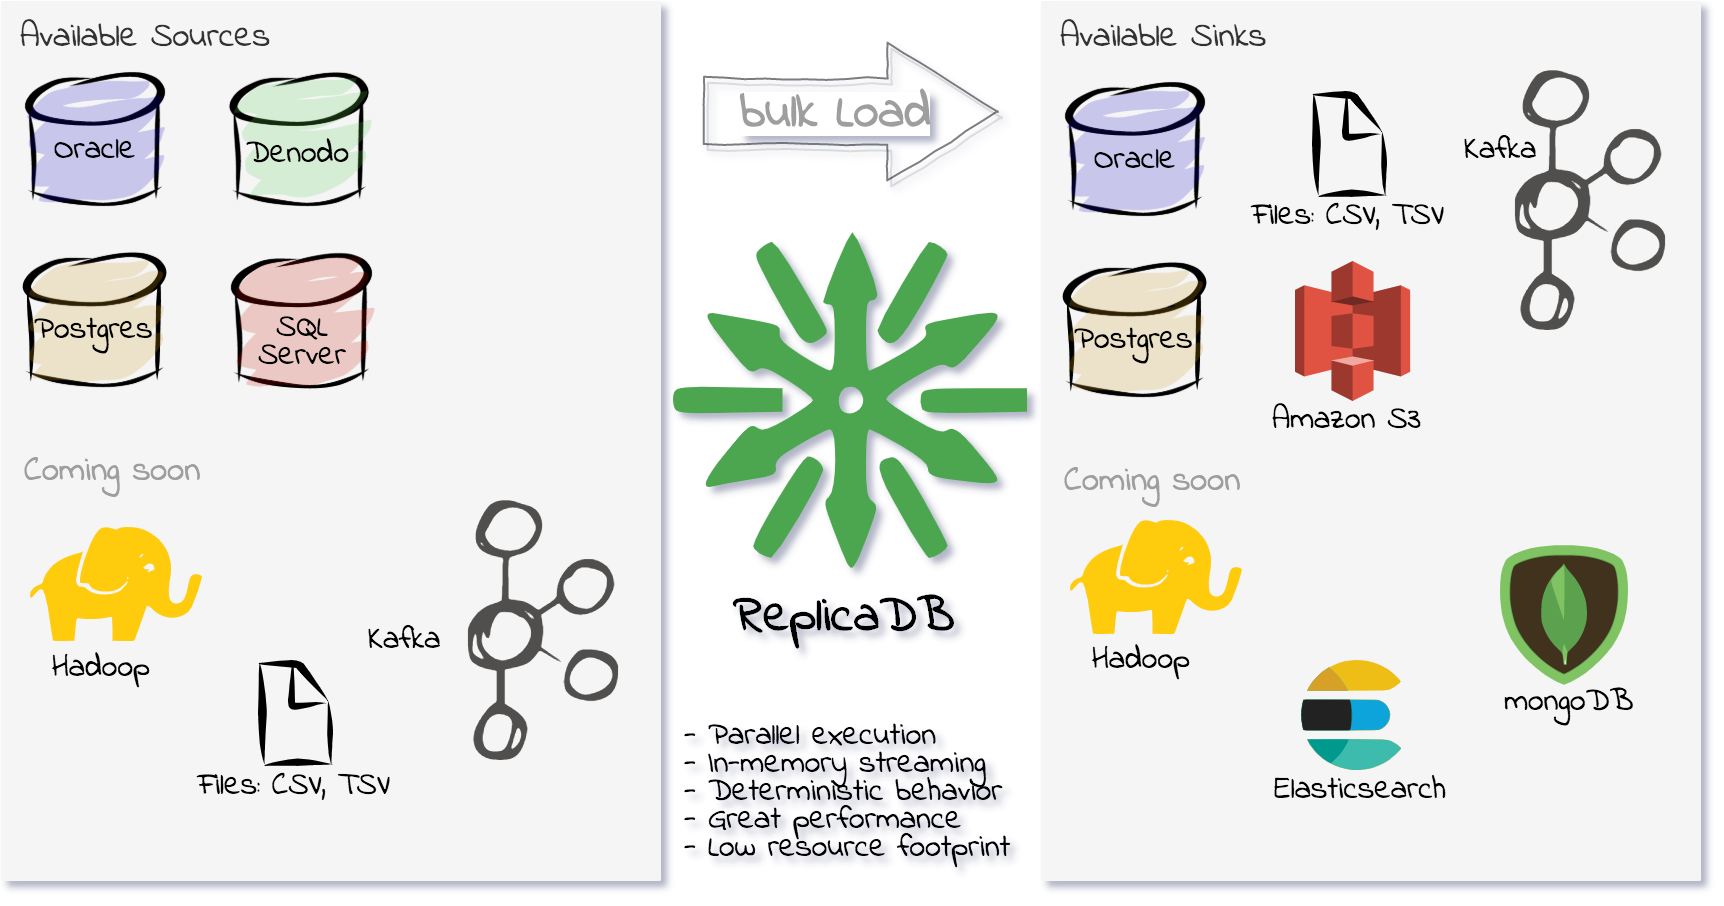 Available Sources
Oracle
Denodo
Postgres
SQL
Server
Coming soon
Hadoop
Kafka
Files: CSV, TSV
bulk Load
ReplicaDB
- Parallel execution
- In-memory streaming
- Deterministic behavior
- Great performance
- Low resource footprint
Available Sinks
Oracle
Files: CSV, TSV
Kafka
Postgres
Amazon S3
Coming soon
Hadoop
Elasticsearch
mongoDB